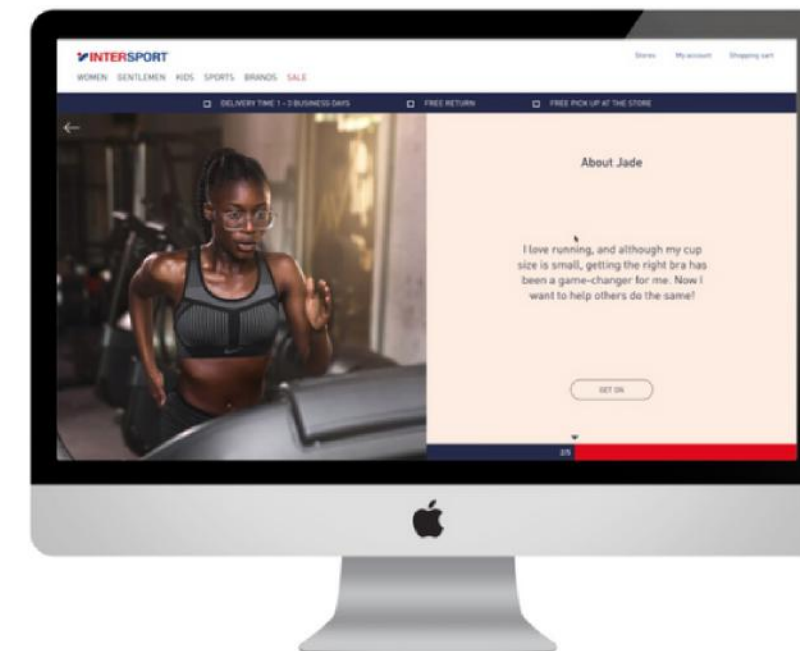 INTERSPORT
Stores My account Shopping cart
WOMEN GENTLEMEN KIDS SPORTS BRANDS SALE
DELIVERY TIME 1 - 3 BUSINESS DAYS FREE RETURN FREE PICK UP AT THE STORE
About Jade
I love running, and although my cup
size is small, getting the right bra has
been a game-changer for me. Now I
want to help others do the same!
GET ON
2/5